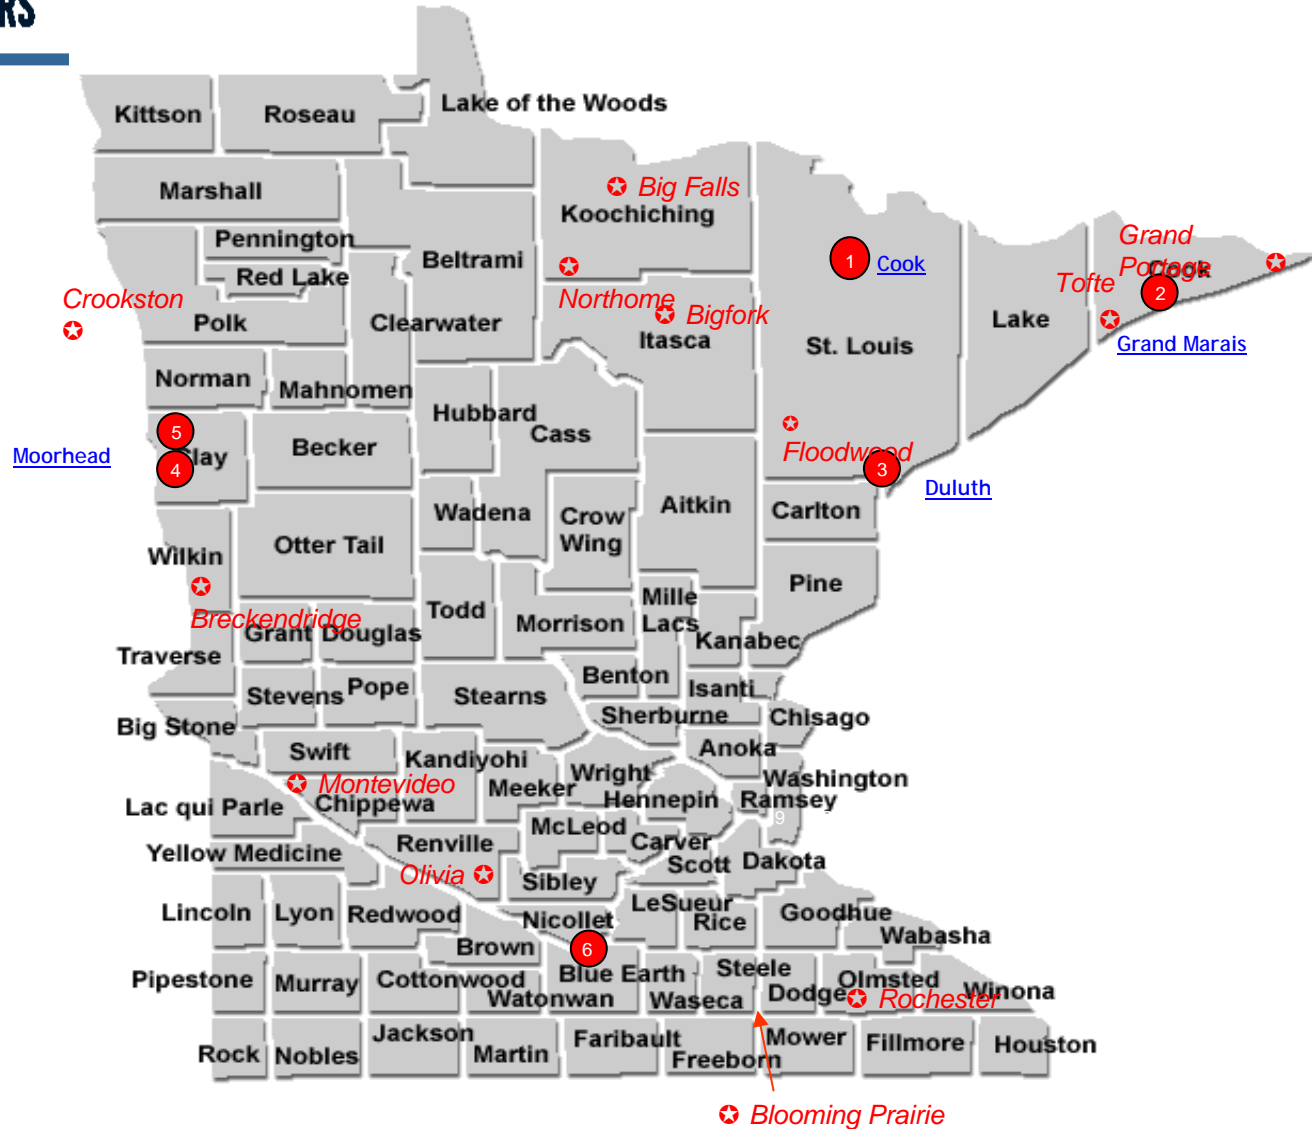 RS
Lake of the Woods
Kittson
Roseau
Marshall
Big Falls
Koochiching
Pennington
Beltrami
Red Lake
1
Cook
Grand
Portage
Cook
Tofte
2
Crookston
Northome
Bigfork
Polk
Clearwater
Itasca
St. Louis
Lake
Grand Marais
Norman
Mahnomen
Hubbard
Cass
5
Clay
4
Moorhead
Becker
Floodwood
3
Duluth
Wadena
Crow
Wing
Aitkin
Carlton
Wilkin
Otter Tail
Pine
Breckendridge
Grant
Douglas
Todd
Morrison
Mille
Lacs
Kanabec
Traverse
Stevens
Pope
Stearns
Benton
Isanti
Big Stone
Sherburne
Chisago
Swift
Kandiyohi
Anoka
Montevideo
Chippewa
Meeker
Wright
Hennepin
Washington
Ramsey
9
Lac qui Parle
McLeod
Carver
Scott
Dakota
Yellow Medicine
Renville
Olivia
Sibley
Lincoln
Lyon
Redwood
Nicollet
LeSueur
Rice
Goodhue
Wabasha
Brown
6
Pipestone
Murray
Cottonwood
Watonwan
Blue Earth
Waseca
Steele
Dodge
Olmsted
Rochester
Winona
Rock
Nobles
Jackson
Martin
Faribault
Freeborn
Mower
Fillmore
Houston
Blooming Prairie